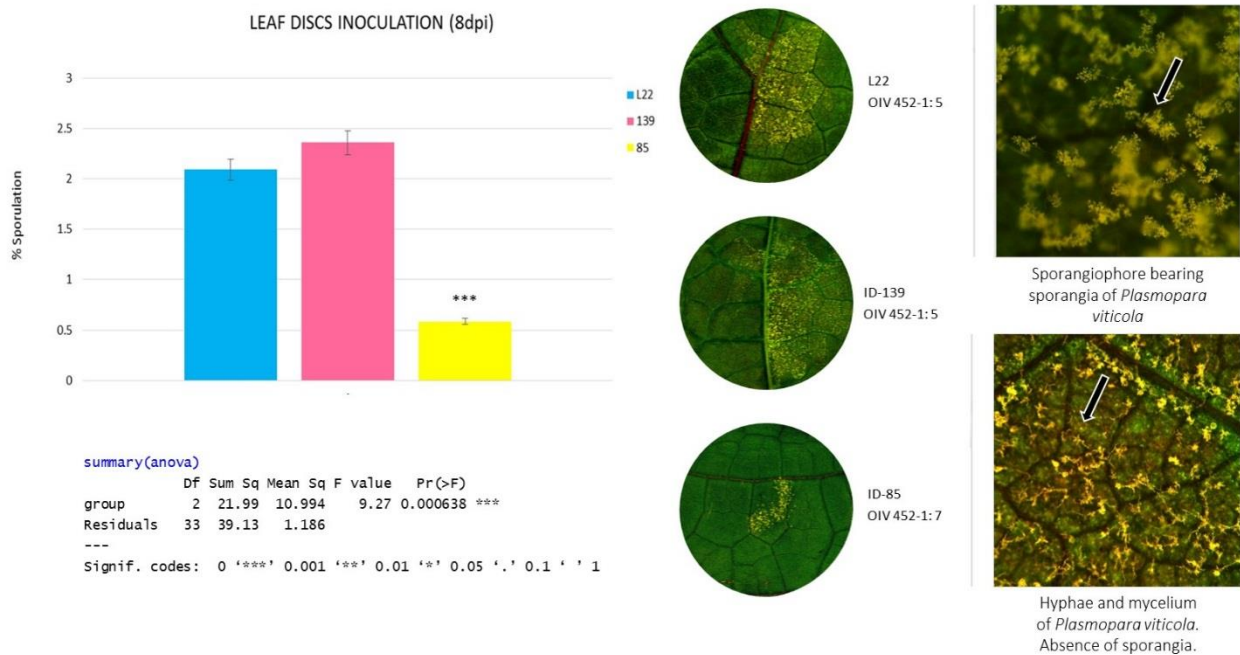 LEAF DISCS INOCULATION (8dpi)
3
2.5
2
1.5
1
0.5
0
% Sporulation
***
L22
139
85
summary(anova)
Df Sum Sq Mean Sq F value Pr(>F)
group 2 21.99 10.994 9.27 0.000638 ***
Residuals 33 39.13 1.186
---
Signif. codes: 0 ‘***’ 0.001 ‘**’ 0.01 ‘*’ 0.05 ‘.’ 0.1 ‘ ’ 1
L22
OIV 452-1: 5
ID-139
OIV 452-1: 5
ID-85
OIV 452-1: 7
Sporangiophore bearing
sporangia of Plasmopara
viticola
Hyphae and mycelium
of Plasmopara viticola.
Absence of sporangia.